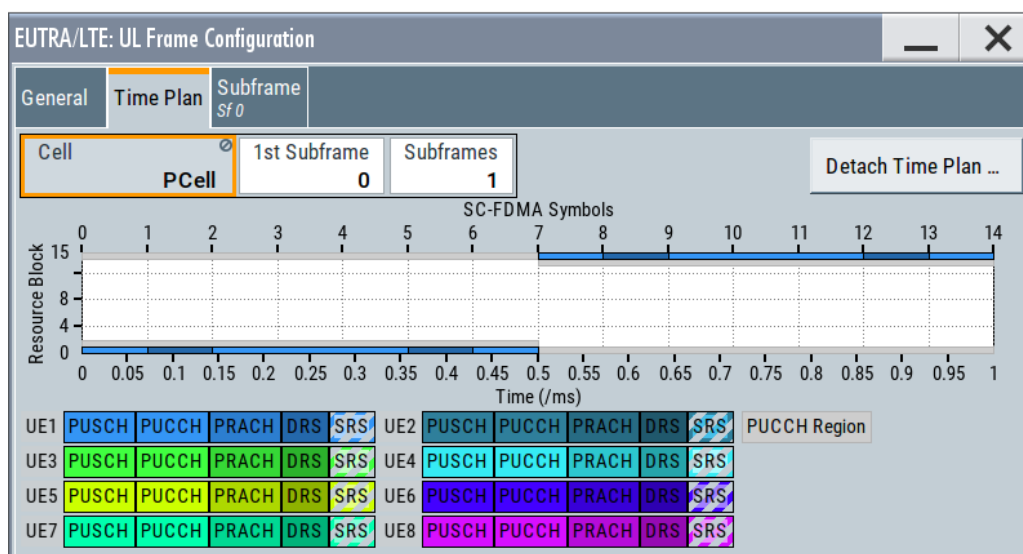 EUTRA/LTE: UL Frame Configuration
General
Time Plan
Subframe
Sf 0
Cell
PCell
1st Subframe
0
Subframes
1
Detach Time Plan ...
SC-FDMA Symbols
0 1 2 3 4 5 6 7 8 9 10 11 12 13 14
Resource Block
15
8
4
0
0 0.05 0.1 0.15 0.2 0.25 0.3 0.35 0.4 0.45 0.5 0.55 0.6 0.65 0.7 0.75 0.8 0.85 0.9 0.95 1
Time (/ms)
UE1 PUSCH PUCCH PRACH DRS SRS UE2 PUSCH PUCCH PRACH DRS SRS PUCCH Region
UE3 PUSCH PUCCH PRACH DRS SRS UE4 PUSCH PUCCH PRACH DRS SRS
UE5 PUSCH PUCCH PRACH DRS SRS UE6 PUSCH PUCCH PRACH DRS SRS
UE7 PUSCH PUCCH PRACH DRS SRS UE8 PUSCH PUCCH PRACH DRS SRS